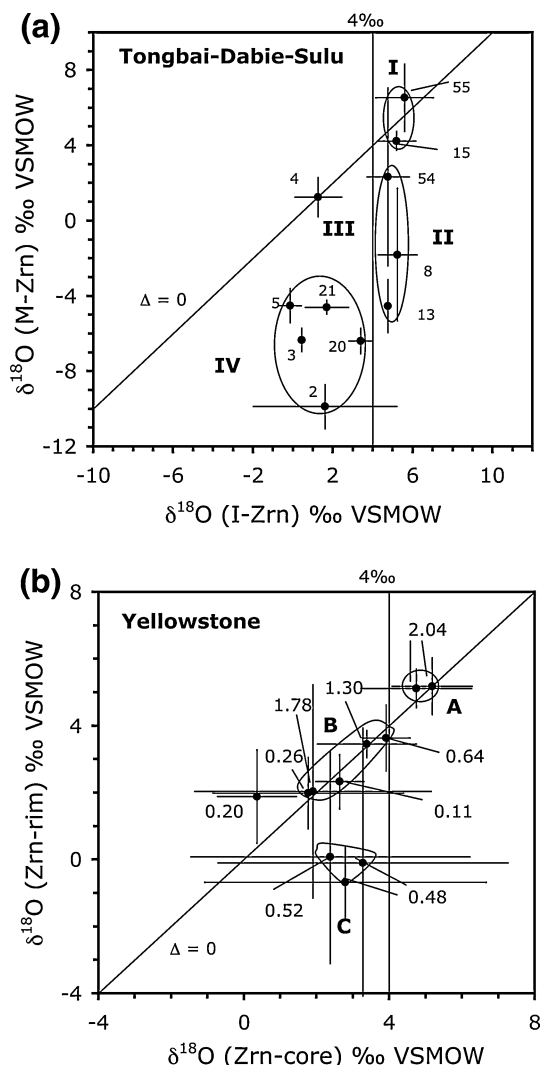 4‰
(a)
Tongbai-Dabie-Sulu
I
55
15
4
54
III
II
8
Δ = 0
5
21
13
3
20
IV
2
8
4
0
-4
-8
-12
-10
-6
-2
2
6
10
δ¹⁸O (M-Zrn) ‰ VSMOW
δ¹⁸O (I-Zrn) ‰ VSMOW
4‰
(b)
Yellowstone
2.04
A
1.30
1.78
B
0.26
0.64
0.20
0.11
0.48
0.52
C
Δ = 0
8
4
0
-4
-4
0
4
8
δ¹⁸O (Zrn-rim) ‰ VSMOW
δ¹⁸O (Zrn-core) ‰ VSMOW